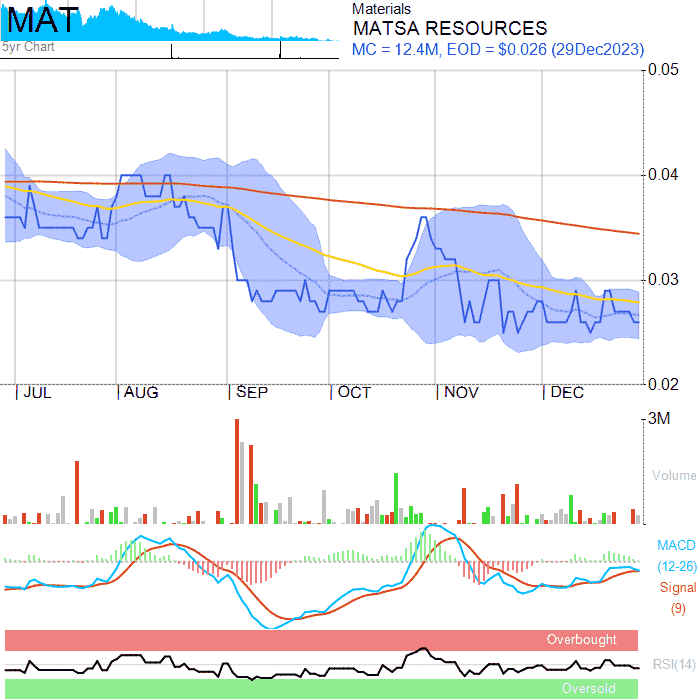 MAT
5yr Chart
Materials
MATSA RESOURCES
MC = 12.4M, EOD = $0.026 (29Dec2023)
0.05
0.04
0.03
0.02
JUL AUG SEP OCT NOV DEC
3M
Volume
MACD
(12-26)
Signal
(9)
Overbought
RSI(14)
Oversold